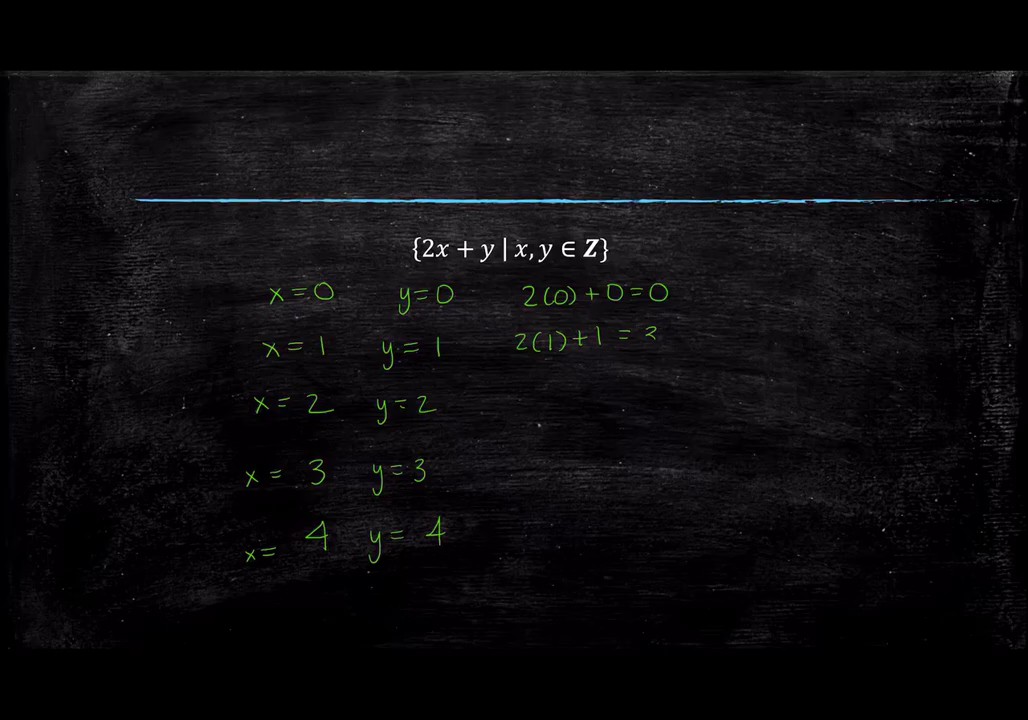 {2x + y | x, y ∈ Z}
x = 0 y = 0 2(0) + 0 = 0
x = 1 y = 1 2(1) + 1 = 3
x = 2 y = 2
x = 3 y = 3
x = 4 y = 4